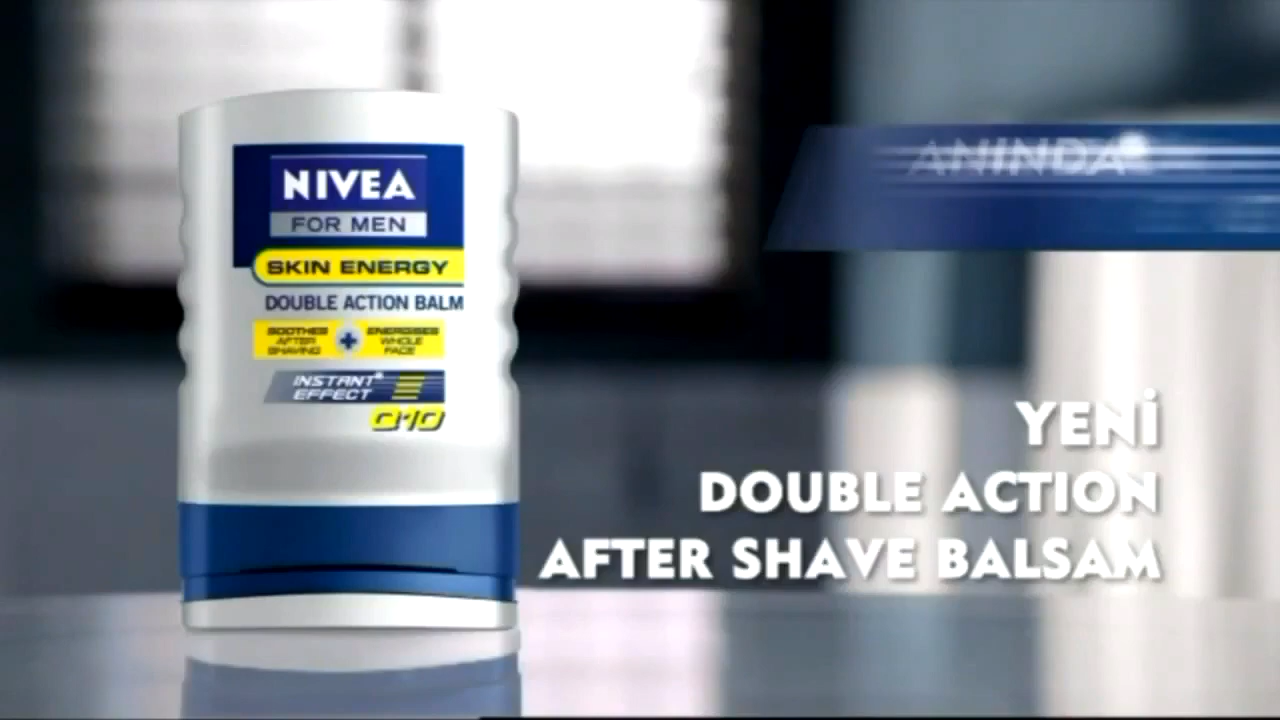 NIVEA
FOR MEN
SKIN ENERGY
DOUBLE ACTION BALM
SOOTHES AFTER SHAVING
+
ENERGISES WHOLE FACE
INSTANT* EFFECT
Q10
ANINDA*
YENİ
DOUBLE ACTION
AFTER SHAVE BALSAM